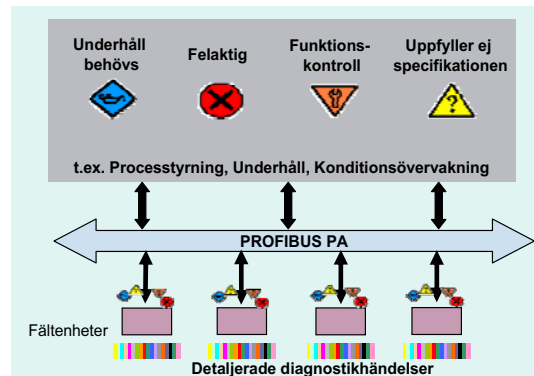 Underhåll
behövs
Felaktig
Funktions-
kontroll
Uppfyller ej
specifikationen
?
t.ex. Processtyrning, Underhåll, Konditionsövervakning
PROFIBUS PA
Fältenheter
Detaljerade diagnostikhändelser